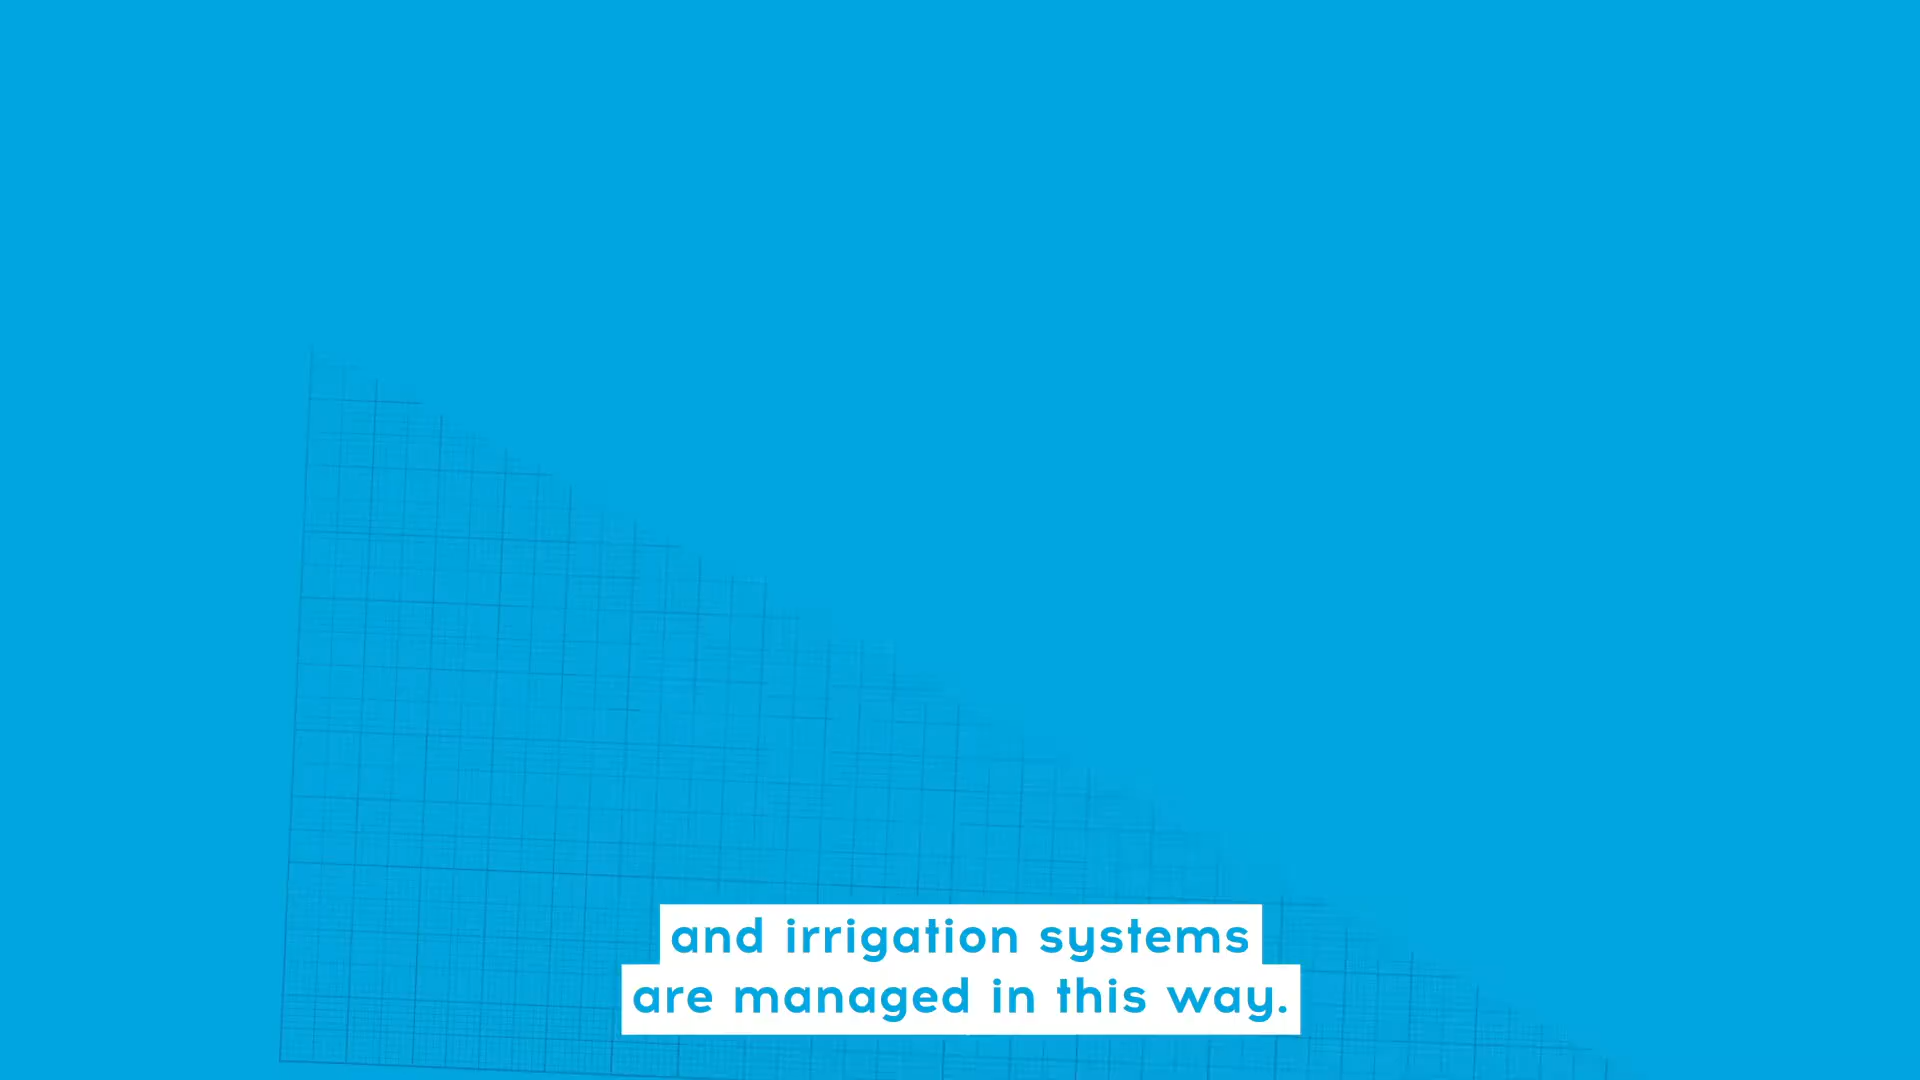 and irrigation systems
are managed in this way.